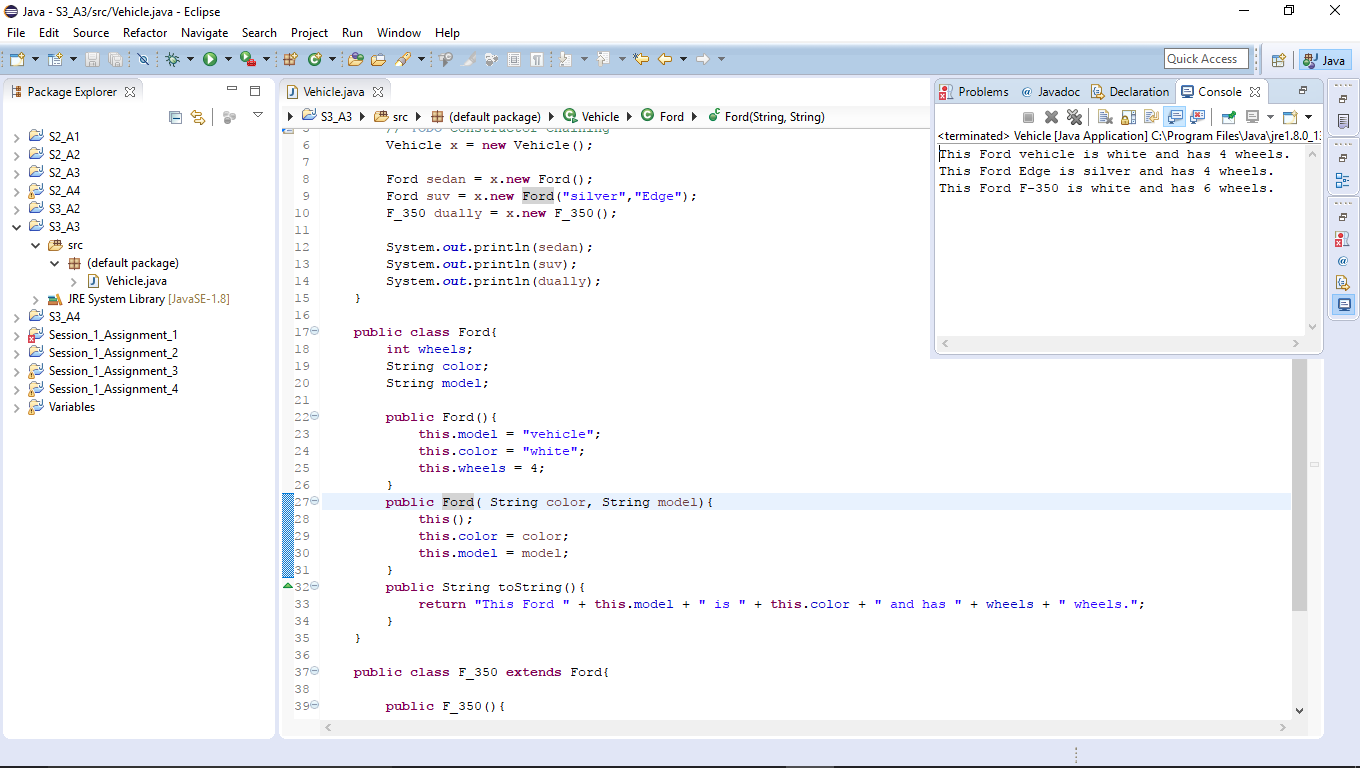 Java - S3_A3/src/Vehicle.java - Eclipse
File Edit Source Refactor Navigate Search Project Run Window Help
Quick Access
Java
Package Explorer
S2_A1
S2_A2
S2_A3
S2_A4
S3_A2
S3_A3
src
(default package)
Vehicle.java
JRE System Library [JavaSE-1.8]
S3_A4
Session_1_Assignment_1
Session_1_Assignment_2
Session_1_Assignment_3
Session_1_Assignment_4
Variables
Vehicle.java
S3_A3 src (default package) Vehicle Ford Ford(String, String)
5 // TODO Constructor Chaining
6 Vehicle x = new Vehicle();
7
8 Ford sedan = x.new Ford();
9 Ford suv = x.new Ford("silver","Edge");
10 F_350 dually = x.new F_350();
11
12 System.out.println(sedan);
13 System.out.println(suv);
14 System.out.println(dually);
15 }
16
17 public class Ford{
18 int wheels;
19 String color;
20 String model;
21
22 public Ford(){
23 this.model = "vehicle";
24 this.color = "white";
25 this.wheels = 4;
26 }
27 public Ford( String color, String model){
28 this();
29 this.color = color;
30 this.model = model;
31 }
32 public String toString(){
33 return "This Ford " + this.model + " is " + this.color + " and has " + wheels + " wheels.";
34 }
35 }
36
37 public class F_350 extends Ford{
38
39 public F_350(){
Problems Javadoc Declaration Console
<terminated> Vehicle [Java Application] C:\Program Files\Java\jre1.8.0_13
This Ford vehicle is white and has 4 wheels.
This Ford Edge is silver and has 4 wheels.
This Ford F-350 is white and has 6 wheels.